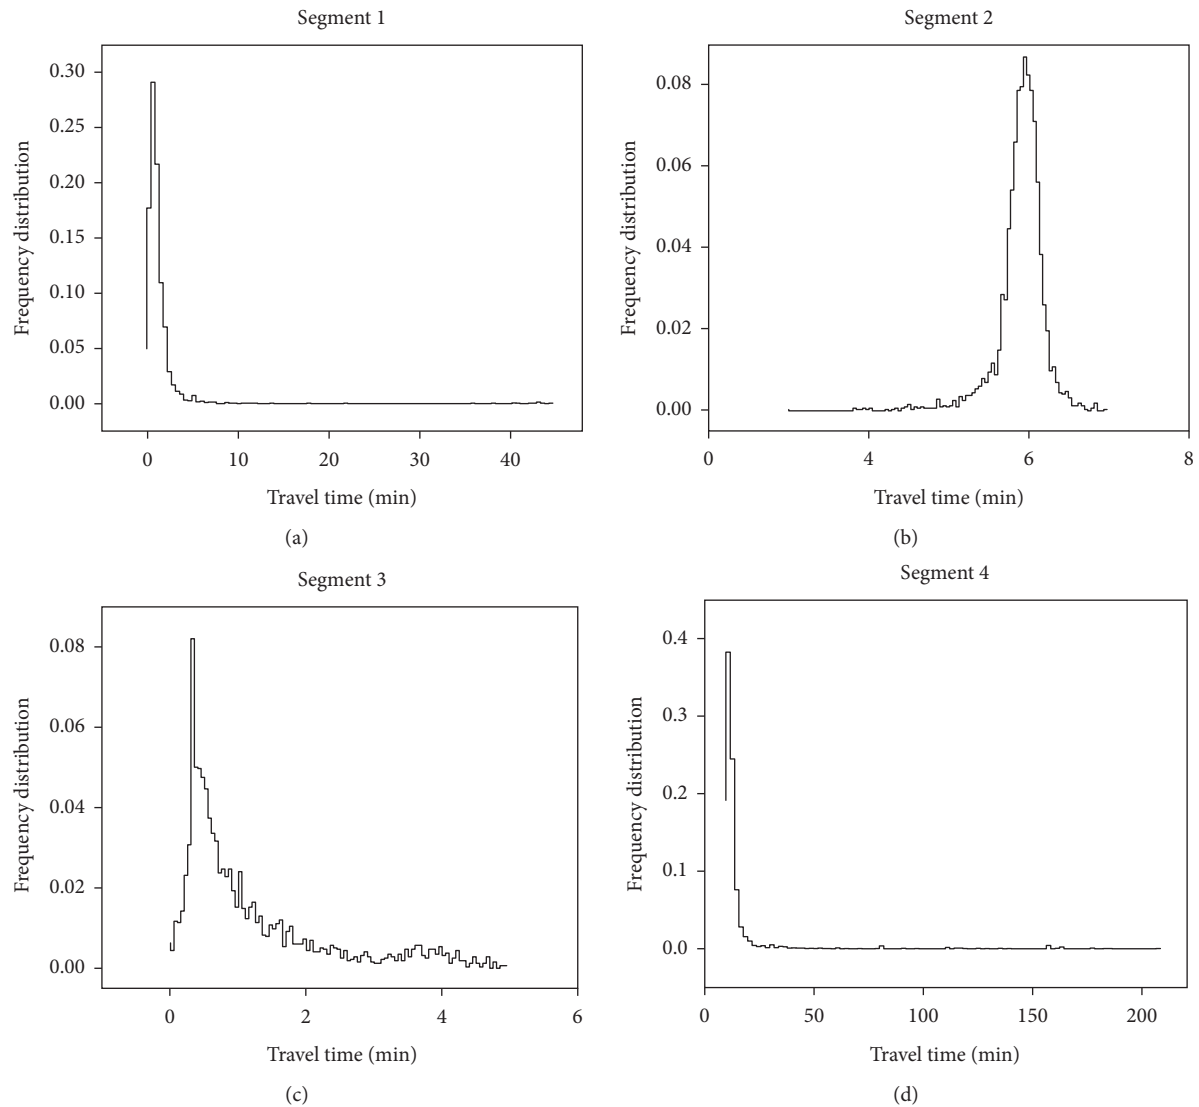 Segment 1
0.30
0.25
0.20
0.15
0.10
0.05
0.00
Frequency distribution
0 10 20 30 40
Travel time (min)
(a)
Segment 2
0.08
0.06
0.04
0.02
0.00
Frequency distribution
0 4 6 8
Travel time (min)
(b)
Segment 3
0.08
0.06
0.04
0.02
0.00
Frequency distribution
0 2 4 6
Travel time (min)
(c)
Segment 4
0.4
0.3
0.2
0.1
0.0
Frequency distribution
0 50 100 150 200
Travel time (min)
(d)